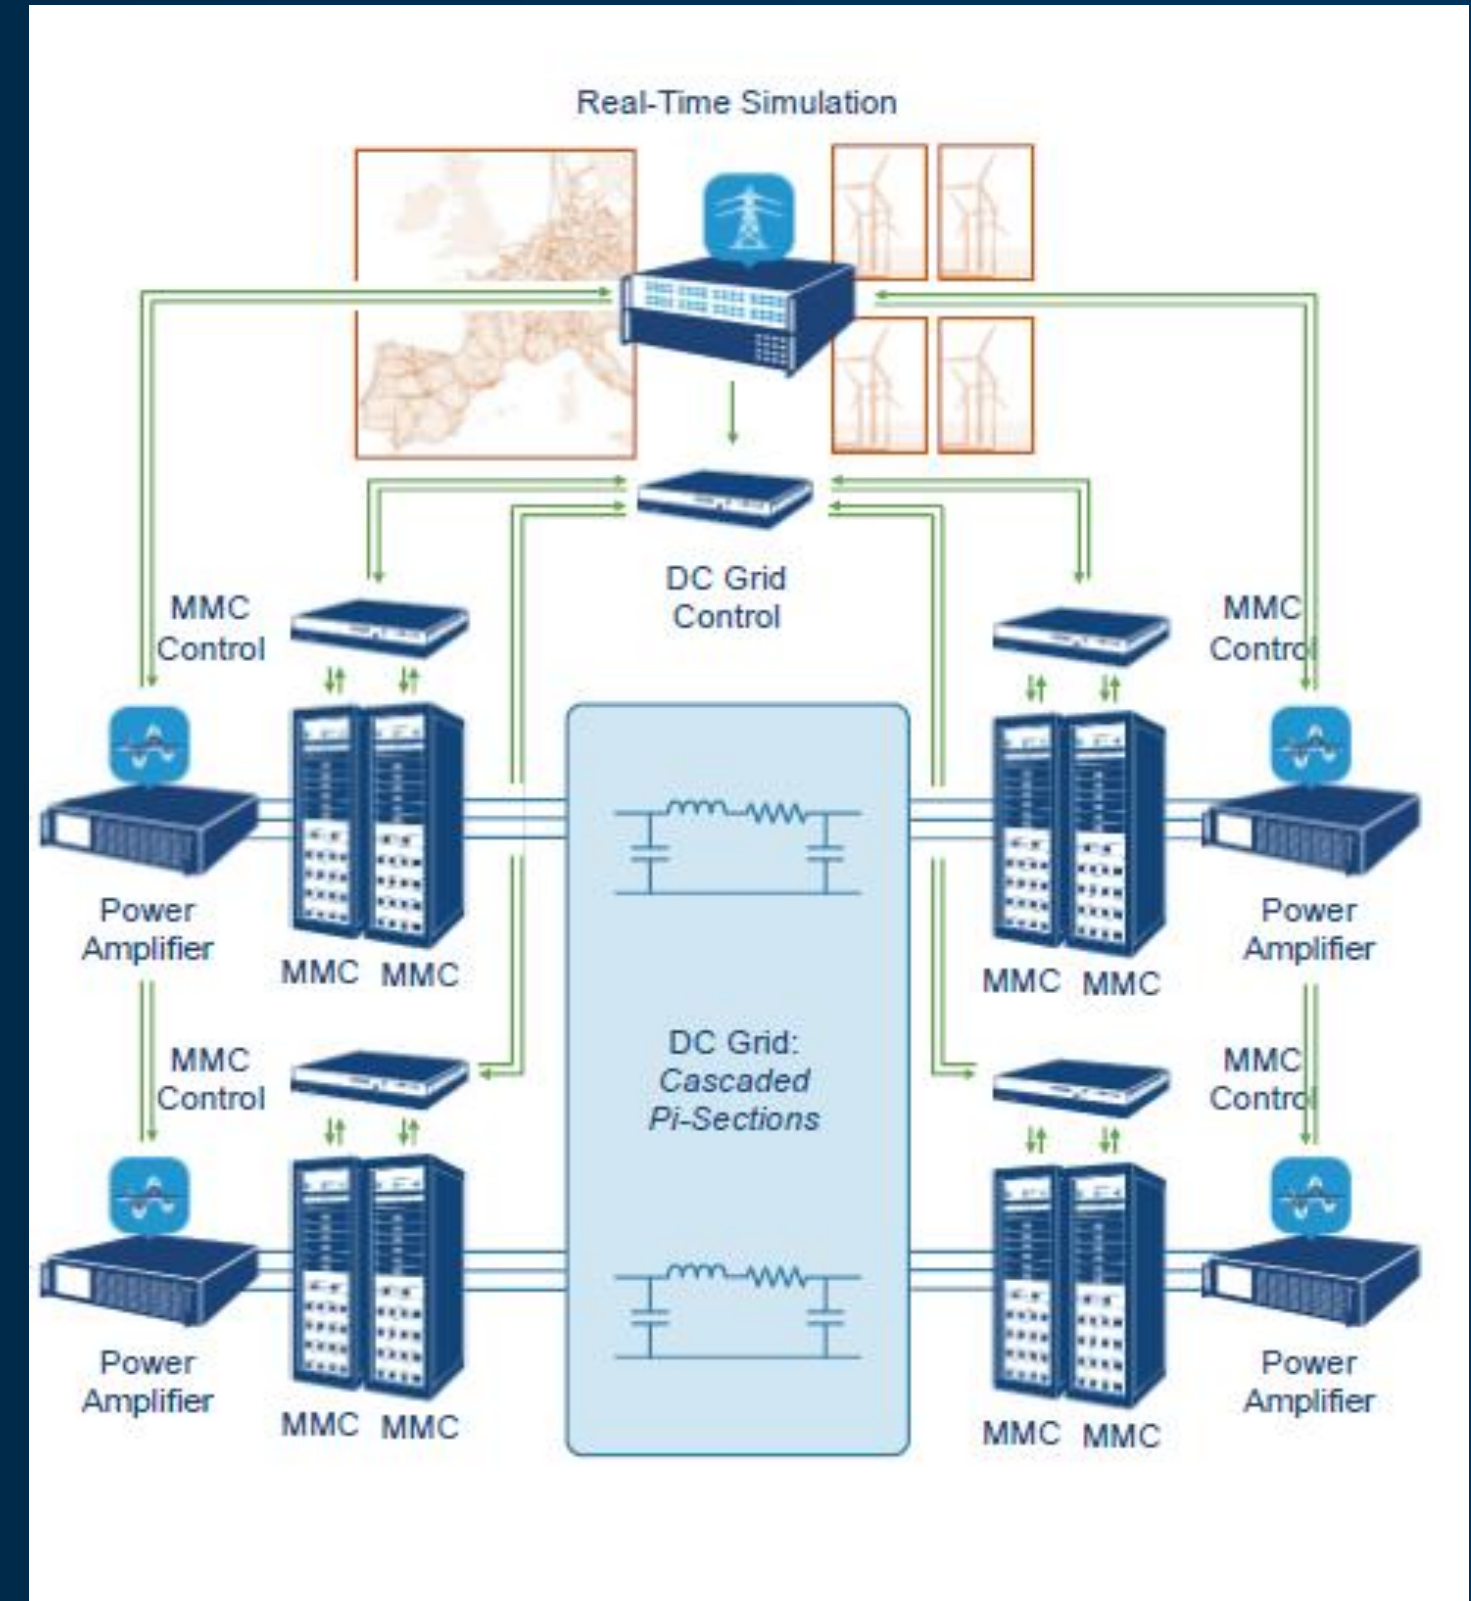 Real-Time Simulation
DC Grid
Control
MMC
Control
MMC
Control
Power
Amplifier
MMC MMC
MMC MMC
Power
Amplifier
DC Grid:
Cascaded
Pi-Sections
MMC
Control
MMC
Control
Power
Amplifier
MMC MMC
MMC MMC
Power
Amplifier